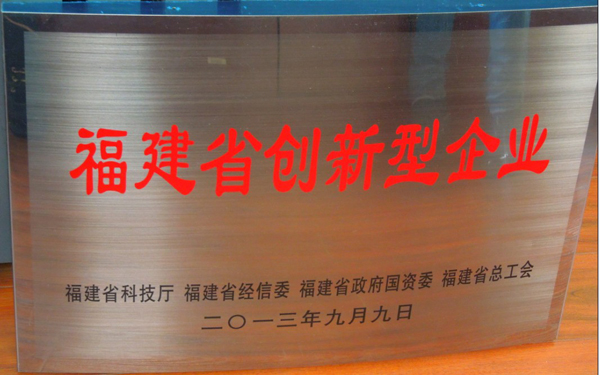 福建省创新型企业
福建省科技厅 福建省经信委 福建省政府国资委 福建省总工会
二〇一三年九月九日